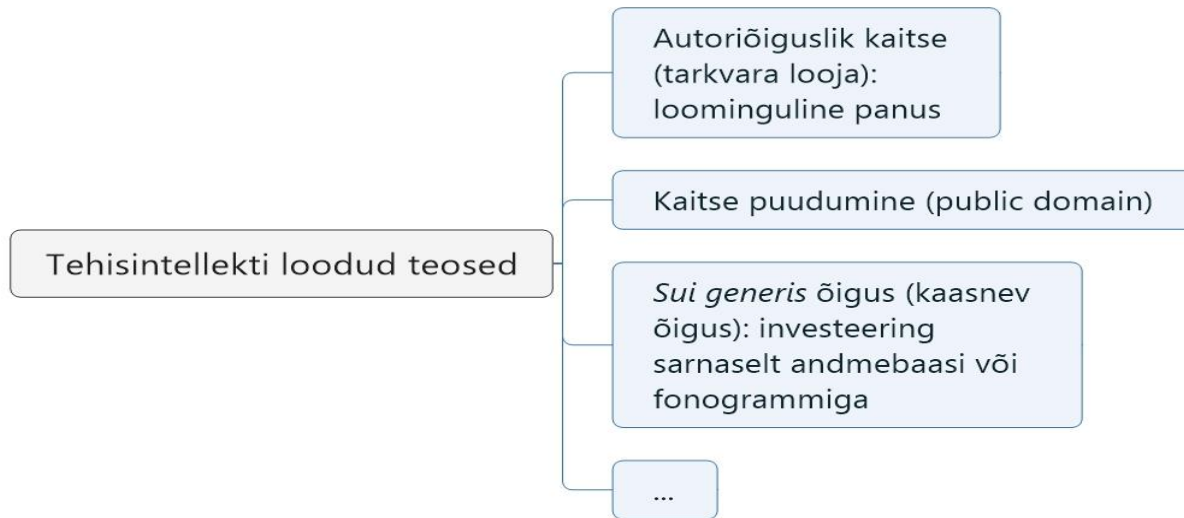 Autoriõiguslik kaitse
(tarkvara looja):
loominguline panus
Kaitse puudumine (public domain)
Tehisintellekti loodud teosed
Sui generis õigus (kaasnev
õigus): investeering
sarnaselt andmebaasi või
fonogrammiga
...